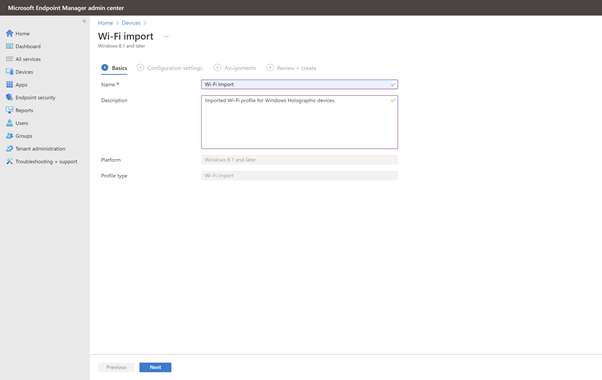 Microsoft Endpoint Manager admin center
Home
Dashboard
All services
Devices
Apps
Endpoint security
Reports
Users
Groups
Tenant administration
Troubleshooting + support
Home > Devices >
Wi-Fi import ...
Windows 8.1 and later
1 Basics 2 Configuration settings 3 Assignments 4 Review + create
Name * Wi-Fi Import
Description Imported Wi-Fi profile for Windows Holographic devices
Platform Windows 8.1 and later
Profile type Wi-Fi import
Previous Next